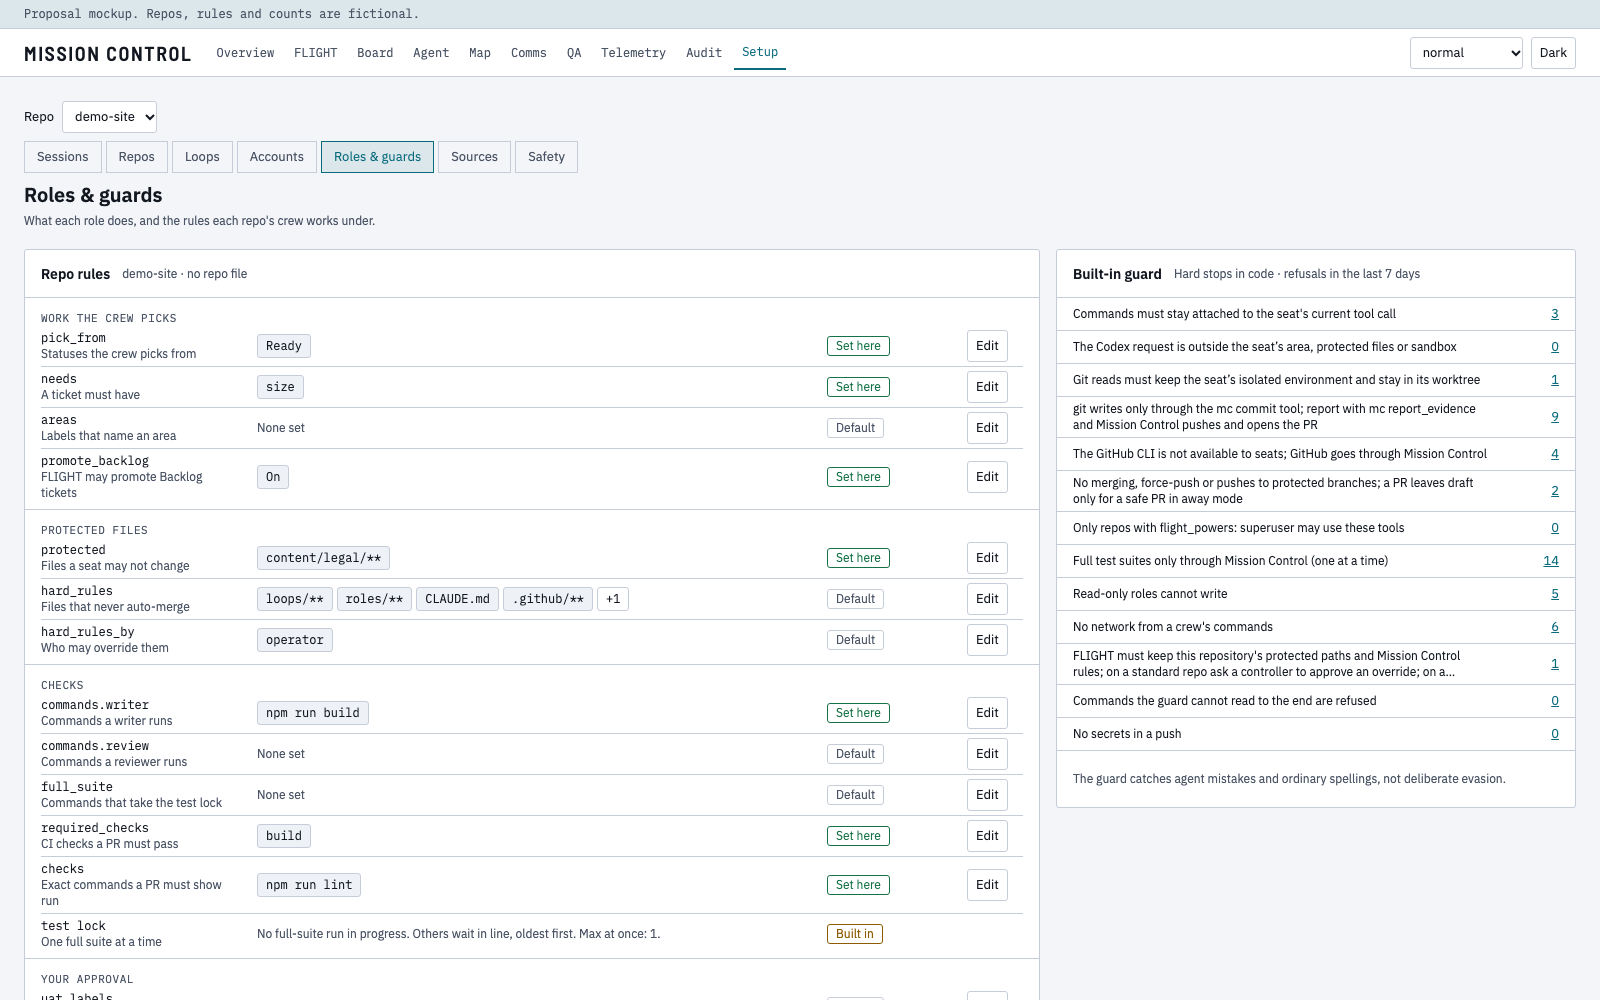 Proposal mockup. Repos, rules and counts are fictional.
MISSION CONTROL Overview FLIGHT Board Agent Map Comms QA Telemetry Audit Setup normal Dark
Repo demo-site
Sessions Repos Loops Accounts Roles & guards Sources Safety
Roles & guards
What each role does, and the rules each repo's crew works under.
Repo rules demo-site · no repo file
WORK THE CREW PICKS
pick_from
Statuses the crew picks from
Ready Set here Edit
needs
A ticket must have
size Set here Edit
areas
Labels that name an area
None set Default Edit
promote_backlog
FLIGHT may promote Backlog
tickets
On Set here Edit
PROTECTED FILES
protected
Files a seat may not change
content/legal/** Set here Edit
hard_rules
Files that never auto-merge
loops/** roles/** CLAUDE.md .github/** +1 Default Edit
hard_rules_by
Who may override them
operator Default Edit
CHECKS
commands.writer
Commands a writer runs
npm run build Set here Edit
commands.review
Commands a reviewer runs
None set Default Edit
full_suite
Commands that take the test lock
None set Default Edit
required_checks
CI checks a PR must pass
build Set here Edit
checks
Exact commands a PR must show
run
npm run lint Set here Edit
test lock
One full suite at a time
No full-suite run in progress. Others wait in line, oldest first. Max at once: 1. Built in
YOUR APPROVAL
uat_labels
Built-in guard Hard stops in code · refusals in the last 7 days
Commands must stay attached to the seat's current tool call 3
The Codex request is outside the seat’s area, protected files or sandbox 0
Git reads must keep the seat’s isolated environment and stay in its worktree 1
git writes only through the mc commit tool; report with mc report_evidence
and Mission Control pushes and opens the PR 9
The GitHub CLI is not available to seats; GitHub goes through Mission Control 4
No merging, force-push or pushes to protected branches; a PR leaves draft
only for a safe PR in away mode 2
Only repos with flight_powers: superuser may use these tools 0
Full test suites only through Mission Control (one at a time) 14
Read-only roles cannot write 5
No network from a crew's commands 6
FLIGHT must keep this repository's protected paths and Mission Control
rules; on a standard repo ask a controller to approve an override; on a... 1
Commands the guard cannot read to the end are refused 0
No secrets in a push 0
The guard catches agent mistakes and ordinary spellings, not deliberate evasion.